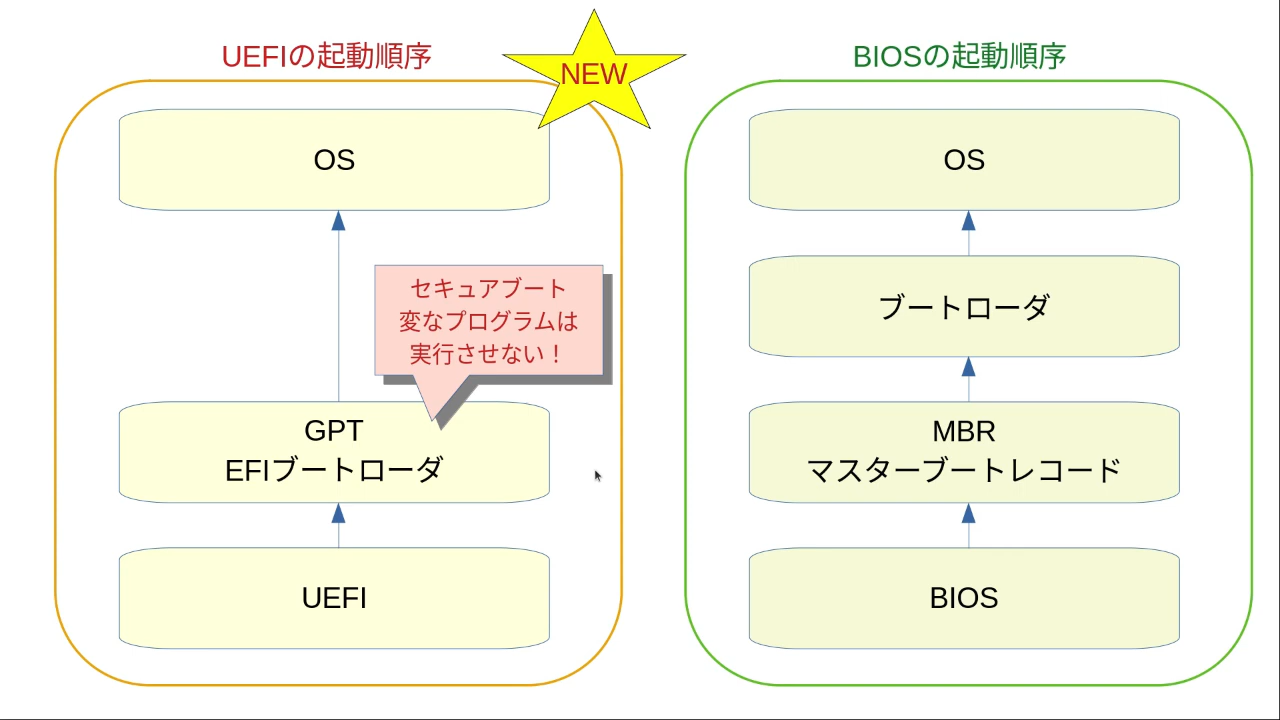 UEFIの起動順序
NEW
OS
セキュアブート
変なプログラムは
実行させない！
GPT
EFIブートローダ
UEFI
BIOSの起動順序
OS
ブートローダ
MBR
マスターブートレコード
BIOS